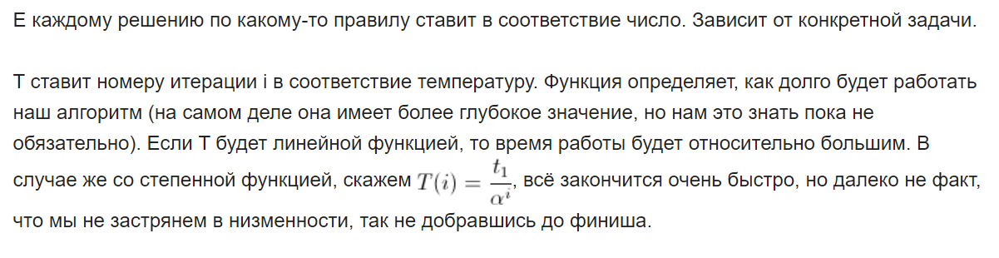 E каждому решению по какому-то правилу ставит в соответствие число. Зависит от конкретной задачи.
T ставит номеру итерации i в соответствие температуру. Функция определяет, как долго будет работать
наш алгоритм (на самом деле она имеет более глубокое значение, но нам это знать пока не
обязательно). Если T будет линейной функцией, то время работы будет относительно большим. В
случае же со степенной функцией, скажем T(i) = t₁/αⁱ, всё закончится очень быстро, но далеко не факт,
что мы не застрянем в низменности, так не добравшись до финиша.